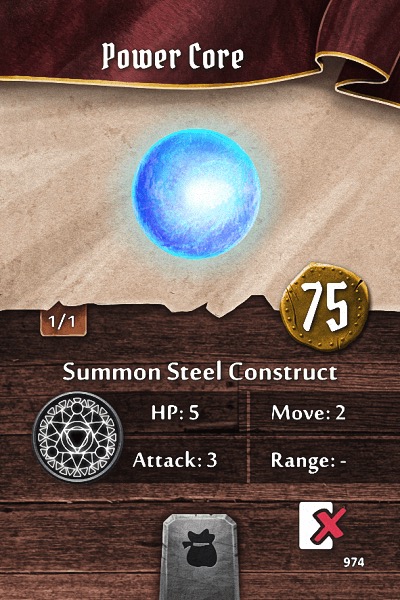 Power Core
75
1/1
Summon Steel Construct
HP: 5 Move: 2
Attack: 3 Range: -
974